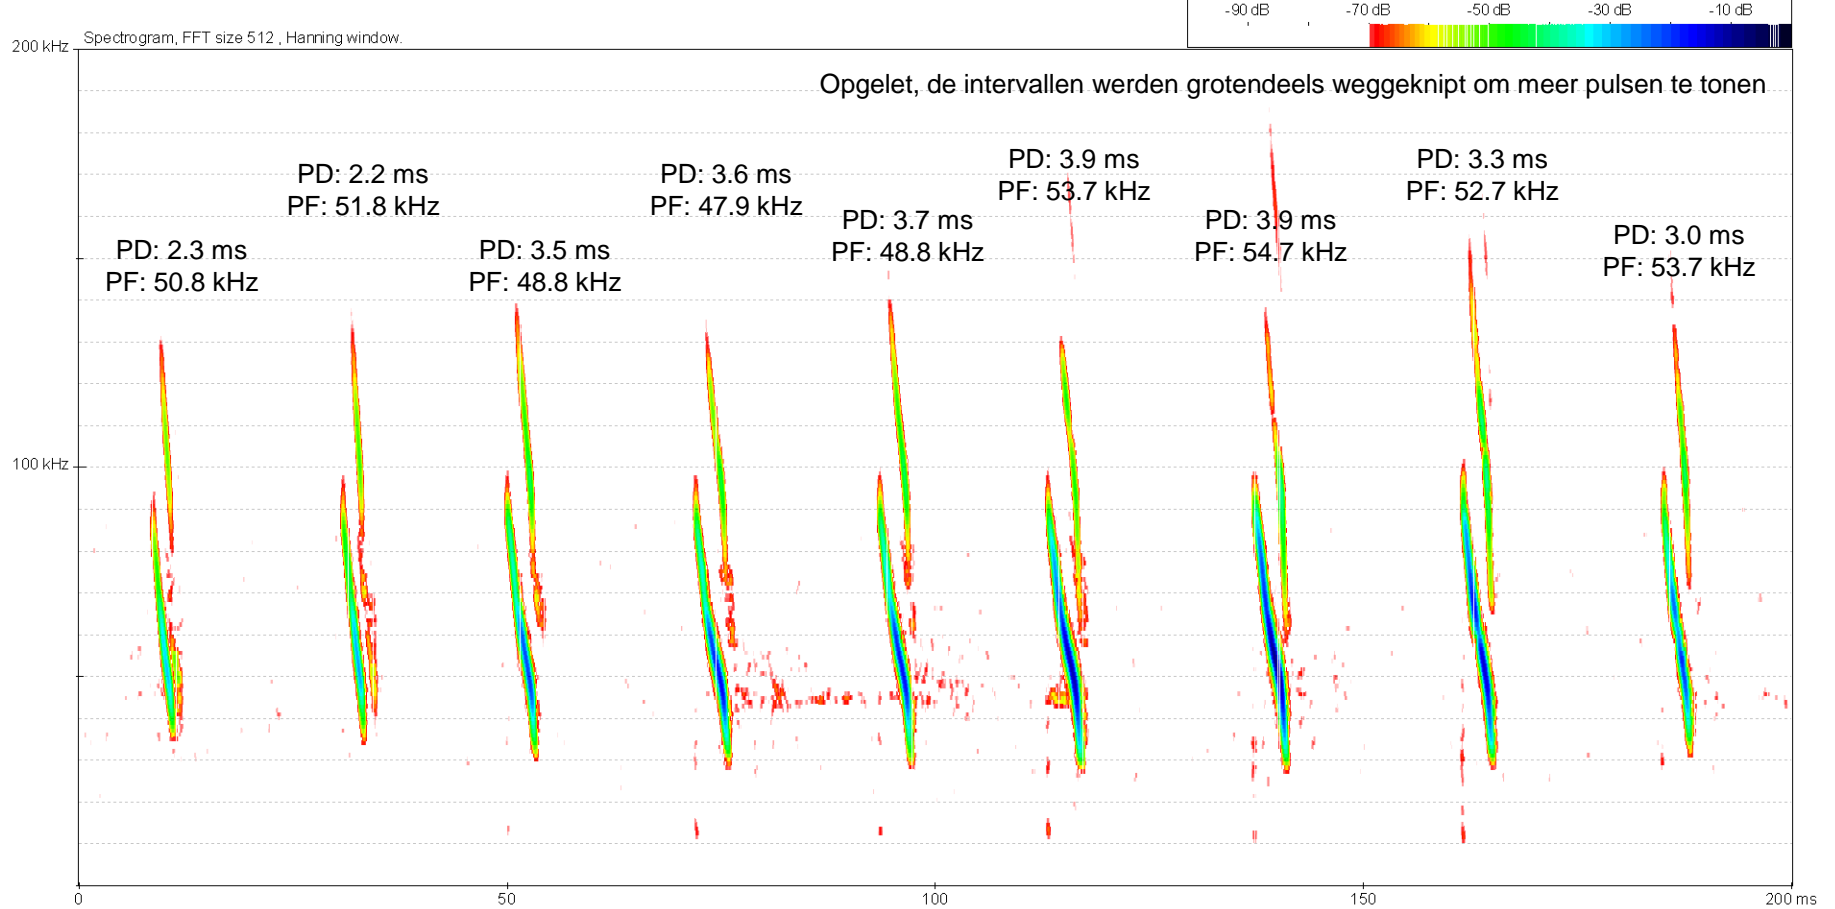 -90 dB -70 dB -50 dB -30 dB -10 dB
Spectrogram, FFT size 512 , Hanning window.
200 kHz
Opgelet, de intervallen werden grotendeels weggeknipt om meer pulsen te tonen
PD: 2.3 ms
PF: 50.8 kHz
PD: 2.2 ms
PF: 51.8 kHz
PD: 3.5 ms
PF: 48.8 kHz
PD: 3.6 ms
PF: 47.9 kHz
PD: 3.7 ms
PF: 48.8 kHz
PD: 3.9 ms
PF: 53.7 kHz
PD: 3.9 ms
PF: 54.7 kHz
PD: 3.3 ms
PF: 52.7 kHz
PD: 3.0 ms
PF: 53.7 kHz
100 kHz
0 50 100 150 200 ms